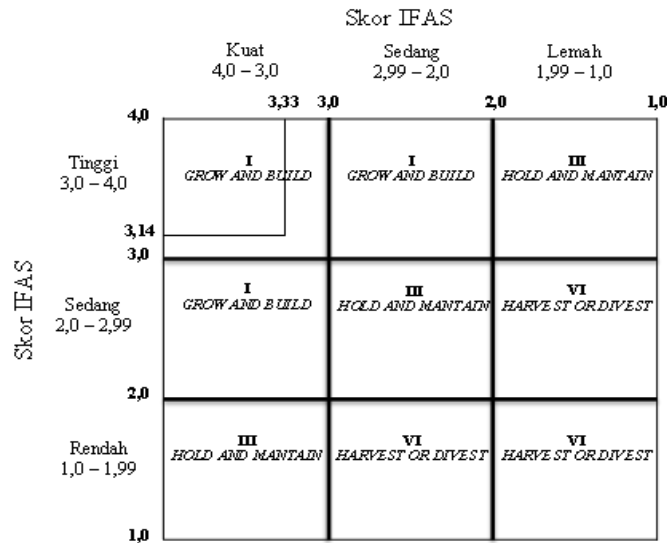 Skor IFAS
Kuat
4,0 – 3,0
Sedang
2,99 – 2,0
Lemah
1,99 – 1,0
3,33
3,0
2,0
1,0
4,0
Tinggi
3,0 – 4,0
I
GROW AND BUILD
I
GROW AND BUILD
III
HOLD AND MANTAIN
3,14
3,0
Skor IFAS
Sedang
2,0 – 2,99
I
GROW AND BUILD
III
HOLD AND MANTAIN
VI
HARVEST OR DIVEST
2,0
Rendah
1,0 – 1,99
III
HOLD AND MANTAIN
VI
HARVEST OR DIVEST
VI
HARVEST OR DIVEST
1,0